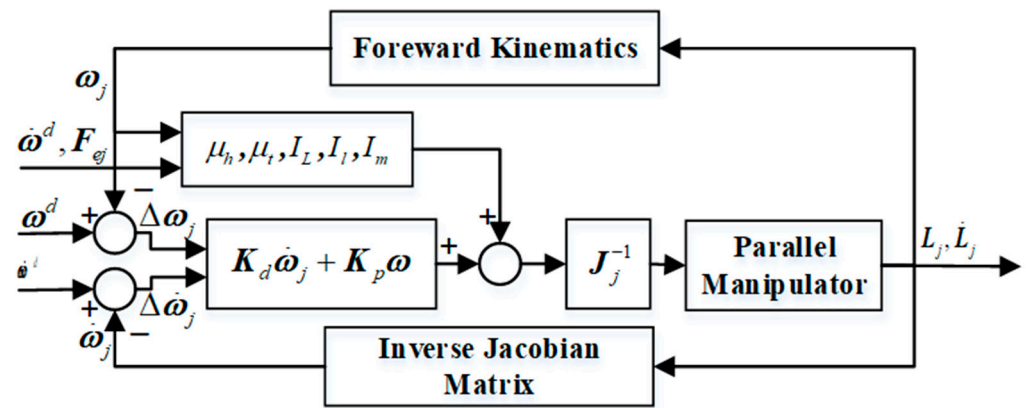 Foreward Kinematics
ω_j
ω̇^d, F_ej
μ_h, μ_t, I_L, I_l, I_m
−
+
ω^d
+
Δω_j
K_d ω̇_j + K_p ω
+
J_j^{-1}
Parallel
Manipulator
L_j, L̇_j
Δω̇_j
+
ω̇_j
−
Inverse Jacobian
Matrix